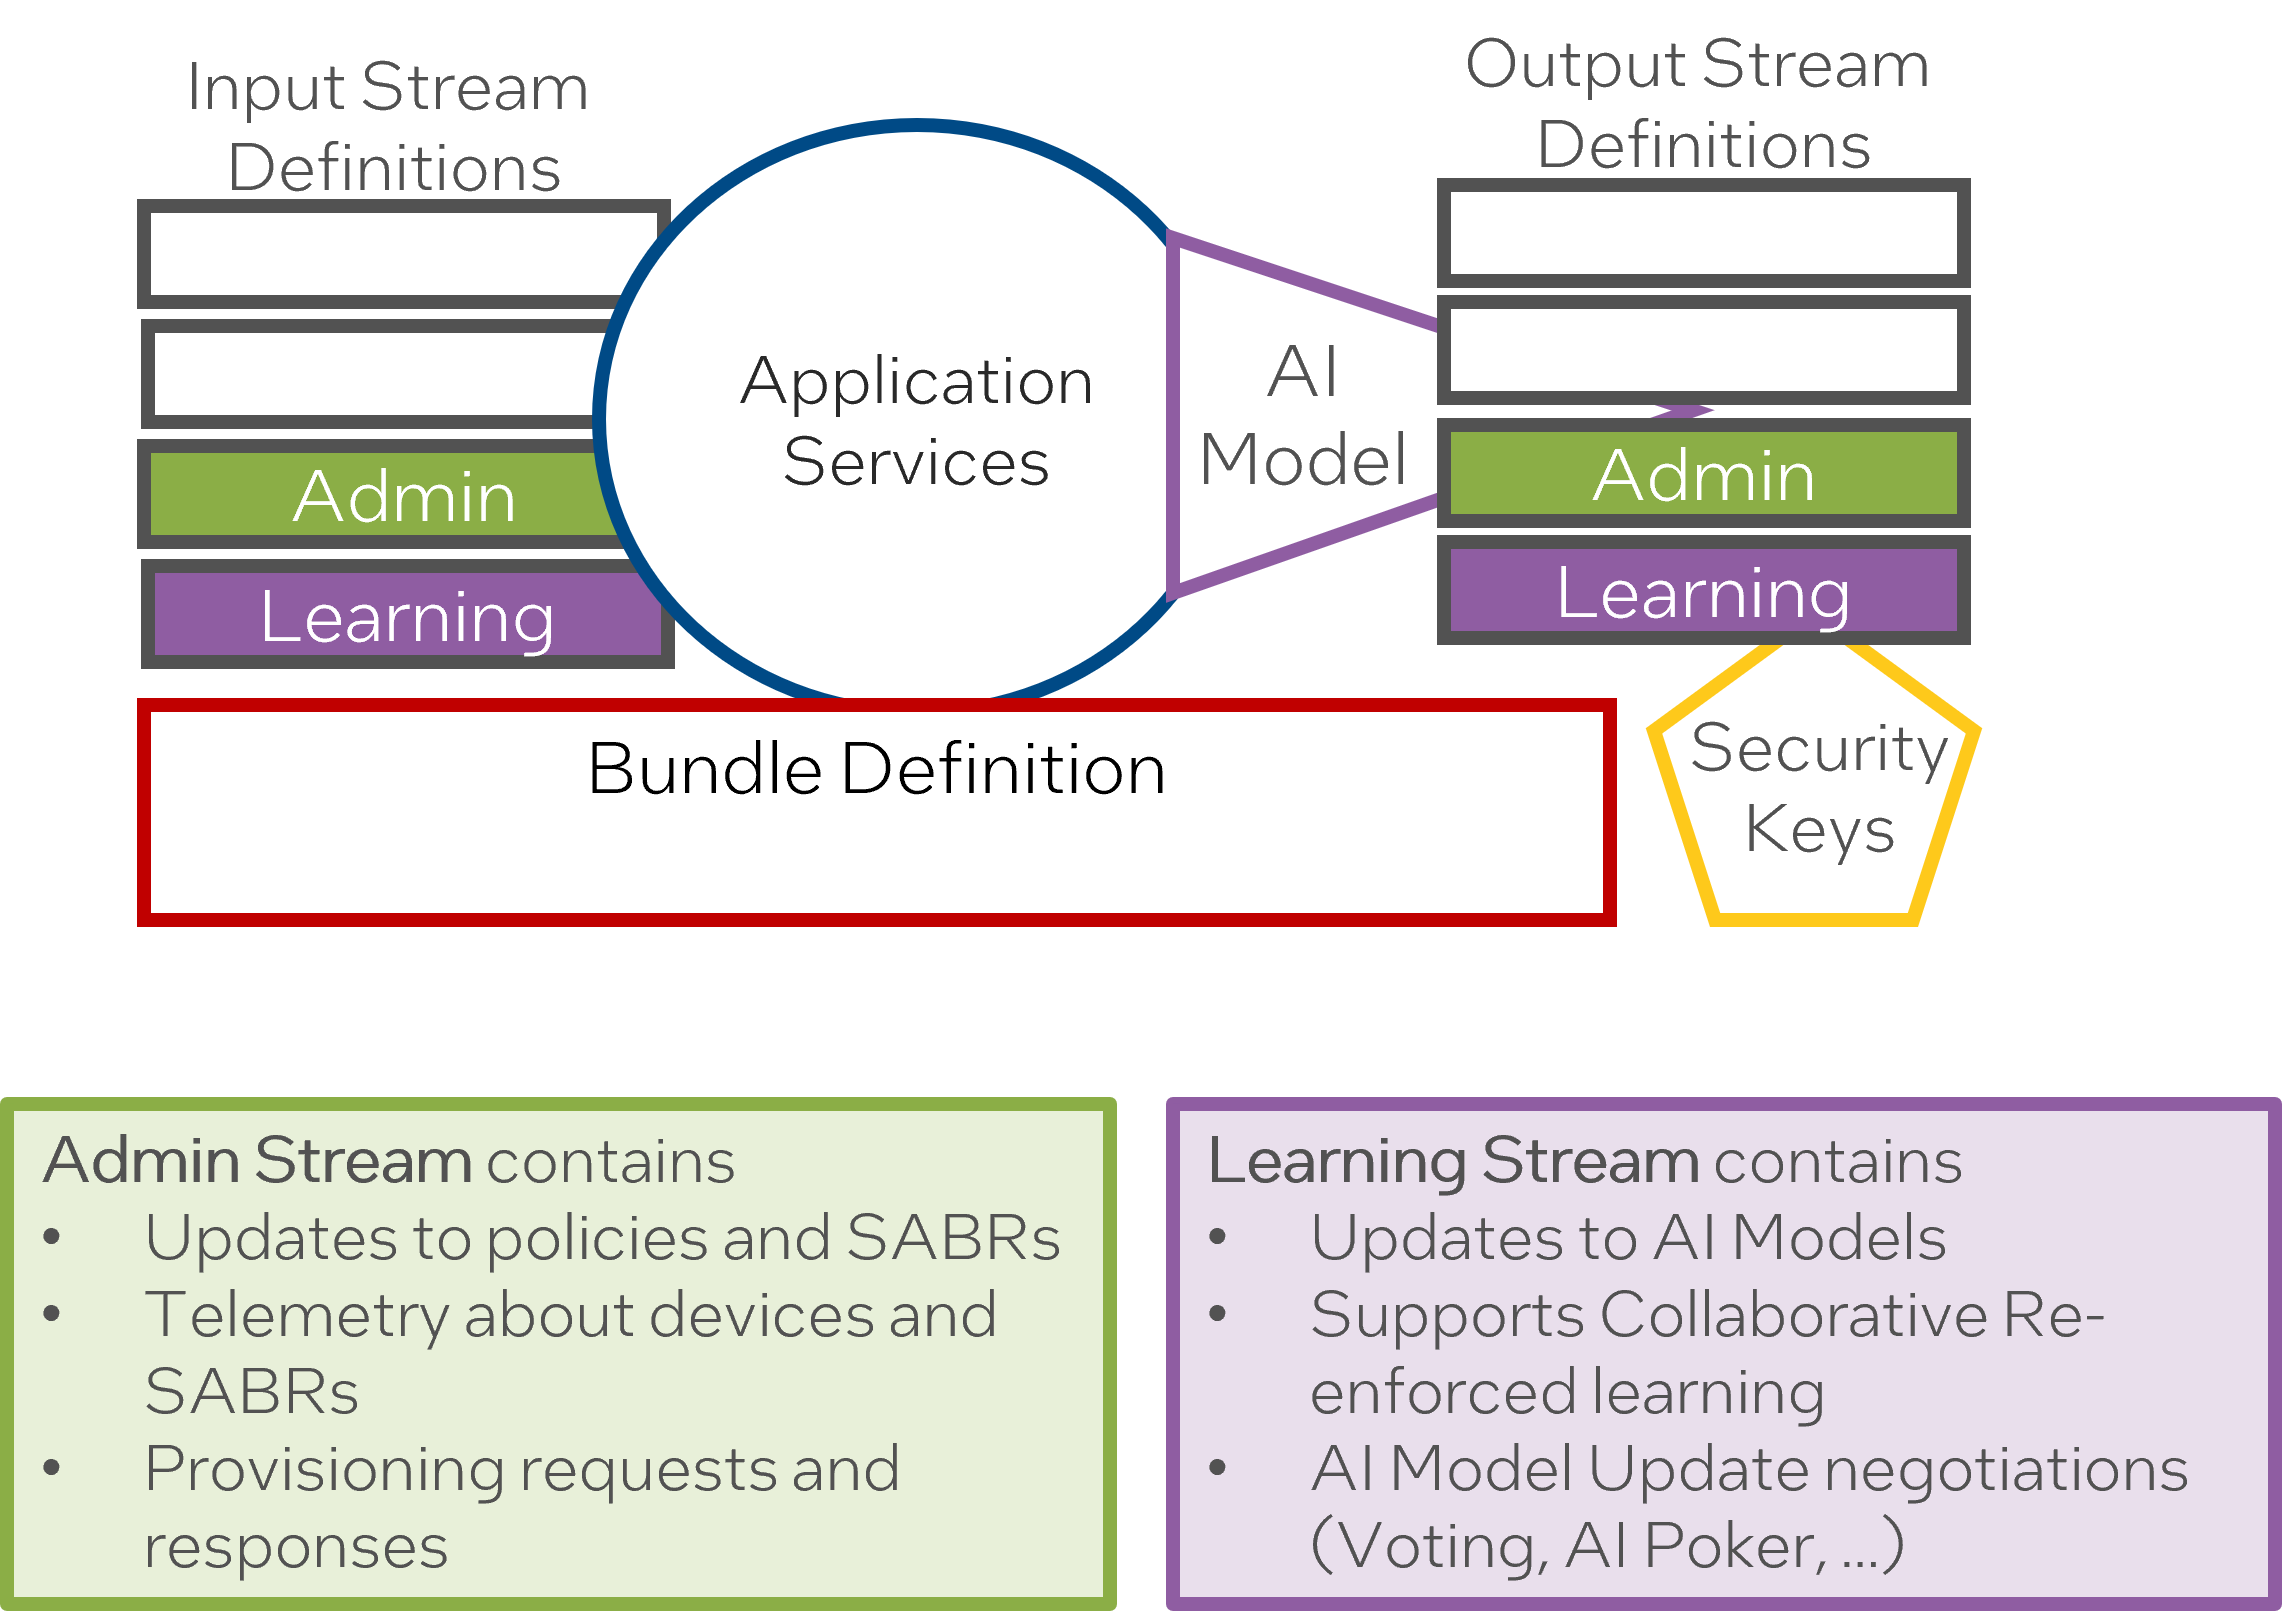 Input Stream
Definitions
Output Stream
Definitions
Application
Services
AI
Model
Admin
Learning
Admin
Learning
Bundle Definition
Security
Keys
Admin Stream contains
• Updates to policies and SABRs
• Telemetry about devices and
SABRs
• Provisioning requests and
responses
Learning Stream contains
• Updates to AI Models
• Supports Collaborative Re-
enforced learning
• AI Model Update negotiations
(Voting, AI Poker, ...)